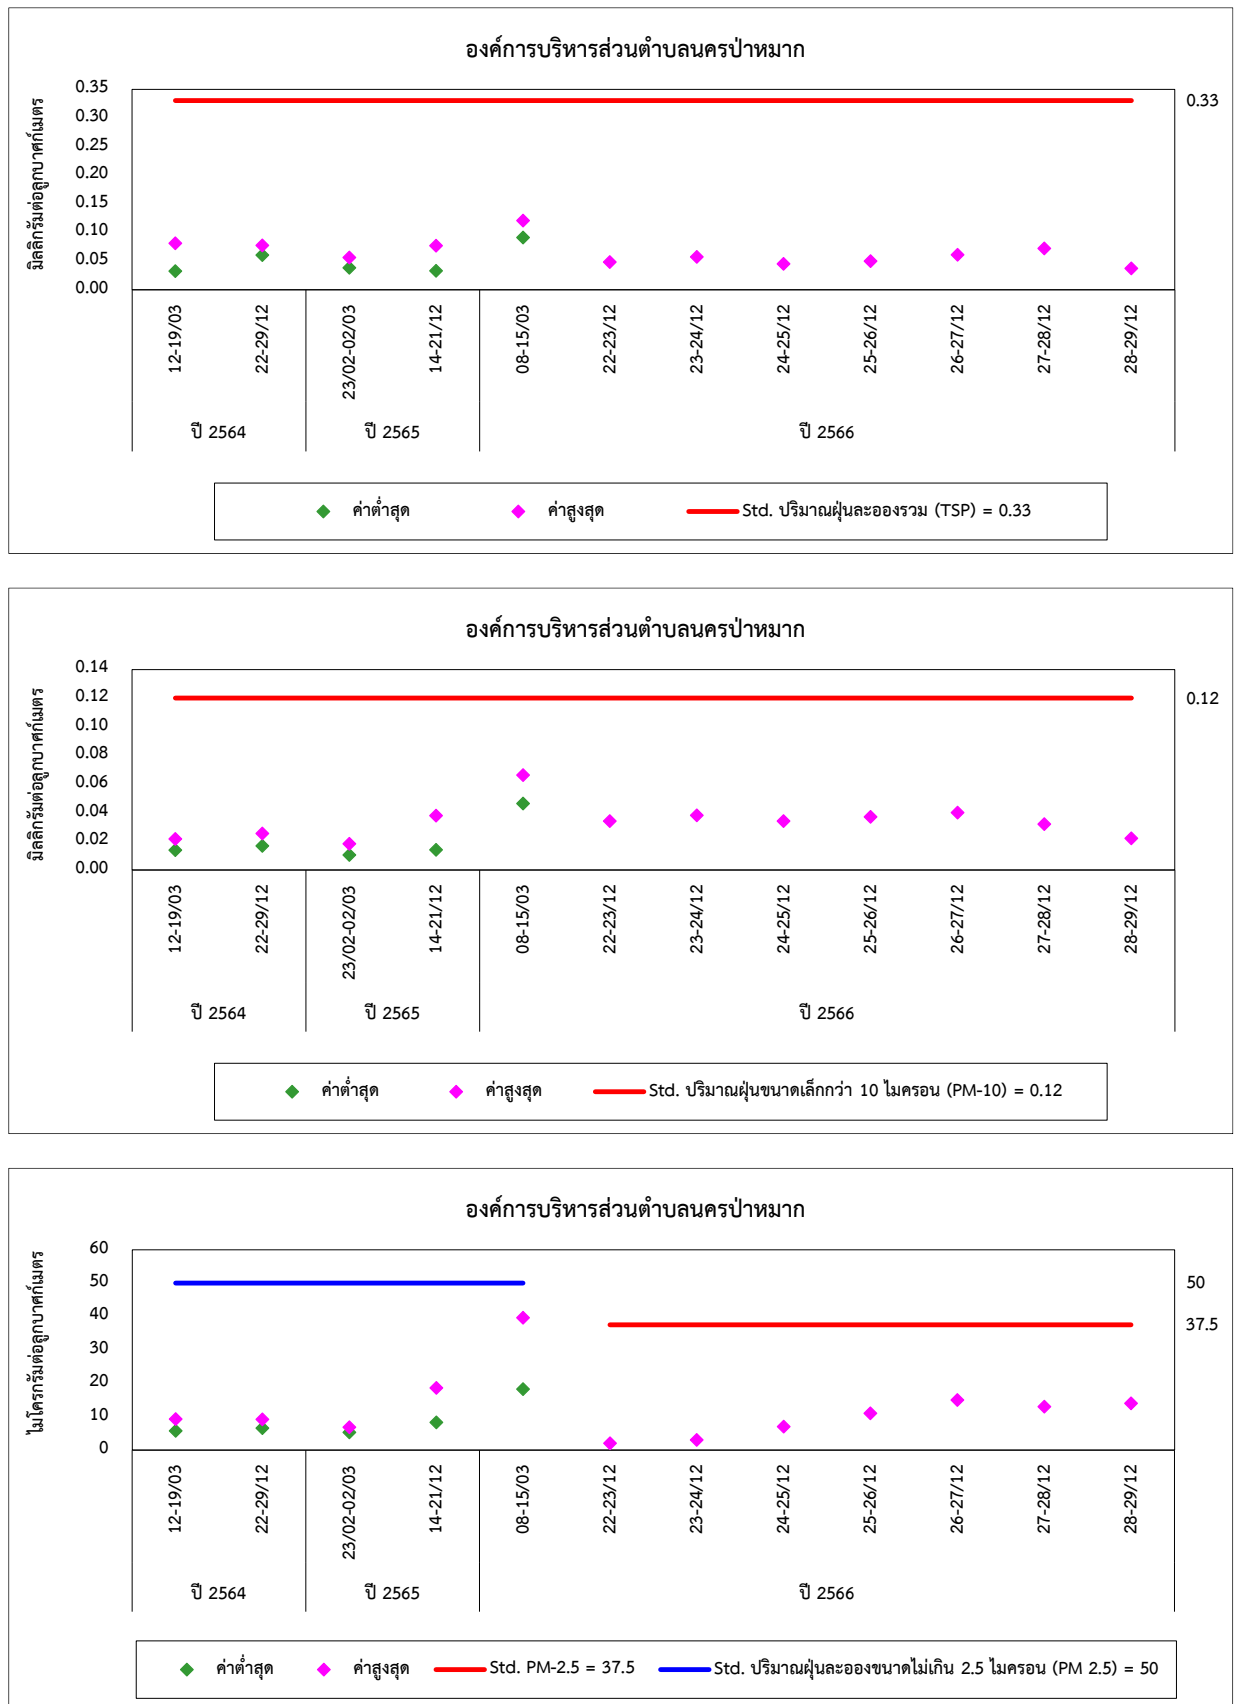 องค์การบริหารส่วนตำบลนครป่าหมาก
มิลลิกรัมต่อลูกบาศก์เมตร
0.35
0.30
0.25
0.20
0.15
0.10
0.05
0.00
0.33
12-19/03
22-29/12
23/02-02/03
14-21/12
08-15/03
22-23/12
23-24/12
24-25/12
25-26/12
26-27/12
27-28/12
28-29/12
ปี 2564
ปี 2565
ปี 2566
ค่าต่ำสุด
ค่าสูงสุด
Std. ปริมาณฝุ่นละอองรวม (TSP) = 0.33
องค์การบริหารส่วนตำบลนครป่าหมาก
มิลลิกรัมต่อลูกบาศก์เมตร
0.14
0.12
0.10
0.08
0.06
0.04
0.02
0.00
0.12
12-19/03
22-29/12
23/02-02/03
14-21/12
08-15/03
22-23/12
23-24/12
24-25/12
25-26/12
26-27/12
27-28/12
28-29/12
ปี 2564
ปี 2565
ปี 2566
ค่าต่ำสุด
ค่าสูงสุด
Std. ปริมาณฝุ่นขนาดเล็กกว่า 10 ไมครอน (PM-10) = 0.12
องค์การบริหารส่วนตำบลนครป่าหมาก
ไมโครกรัมต่อลูกบาศก์เมตร
60
50
40
30
20
10
0
50
37.5
12-19/03
22-29/12
23/02-02/03
14-21/12
08-15/03
22-23/12
23-24/12
24-25/12
25-26/12
26-27/12
27-28/12
28-29/12
ปี 2564
ปี 2565
ปี 2566
ค่าต่ำสุด
ค่าสูงสุด
Std. PM-2.5 = 37.5
Std. ปริมาณฝุ่นละอองขนาดไม่เกิน 2.5 ไมครอน (PM 2.5) = 50